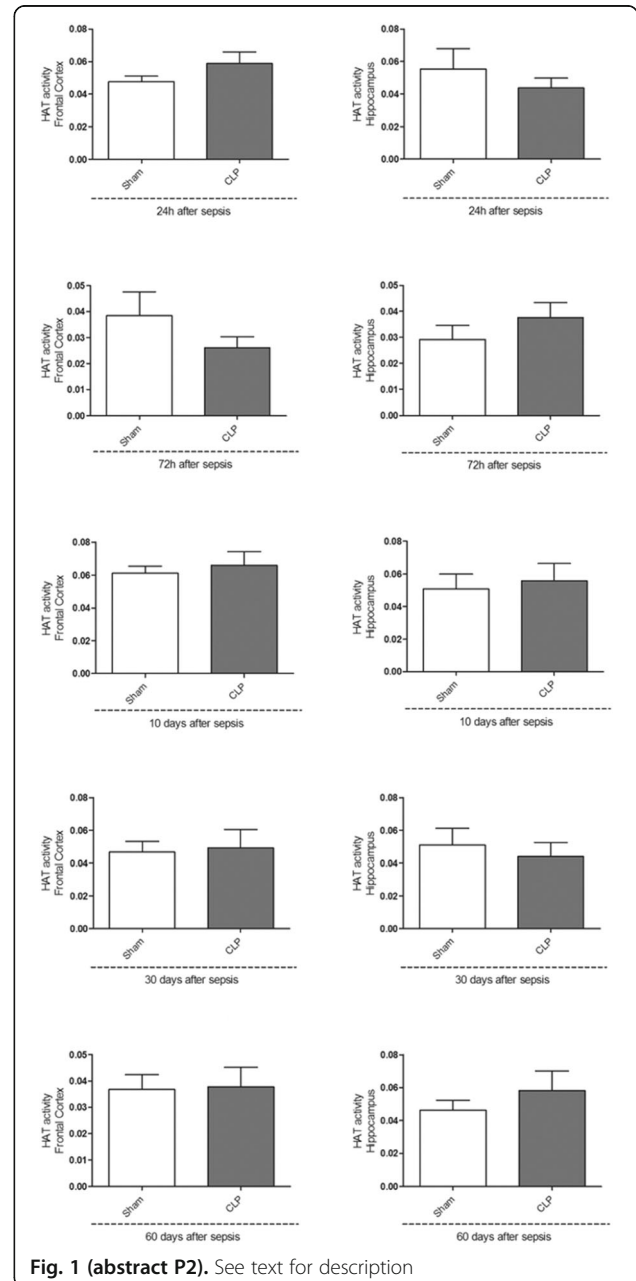 HAT activity
Frontal Cortex
0.08
0.06
0.04
0.02
0.00
Sham
CLP
24h after sepsis
HAT activity
Hippocampus
0.08
0.06
0.04
0.02
0.00
Sham
CLP
24h after sepsis
HAT activity
Frontal Cortex
0.05
0.04
0.03
0.02
0.01
0.00
Sham
CLP
72h after sepsis
HAT activity
Hippocampus
0.05
0.04
0.03
0.02
0.01
0.00
Sham
CLP
72h after sepsis
HAT activity
Frontal Cortex
0.08
0.06
0.04
0.02
0.00
Sham
CLP
10 days after sepsis
HAT activity
Hippocampus
0.08
0.06
0.04
0.02
0.00
Sham
CLP
10 days after sepsis
HAT activity
Frontal Cortex
0.08
0.06
0.04
0.02
0.00
Sham
CLP
30 days after sepsis
HAT activity
Hippocampus
0.08
0.06
0.04
0.02
0.00
Sham
CLP
30 days after sepsis
HAT activity
Frontal Cortex
0.05
0.04
0.03
0.02
0.01
0.00
Sham
CLP
60 days after sepsis
HAT activity
Hippocampus
0.08
0.06
0.04
0.02
0.00
Sham
CLP
60 days after sepsis
Fig. 1 (abstract P2). See text for description